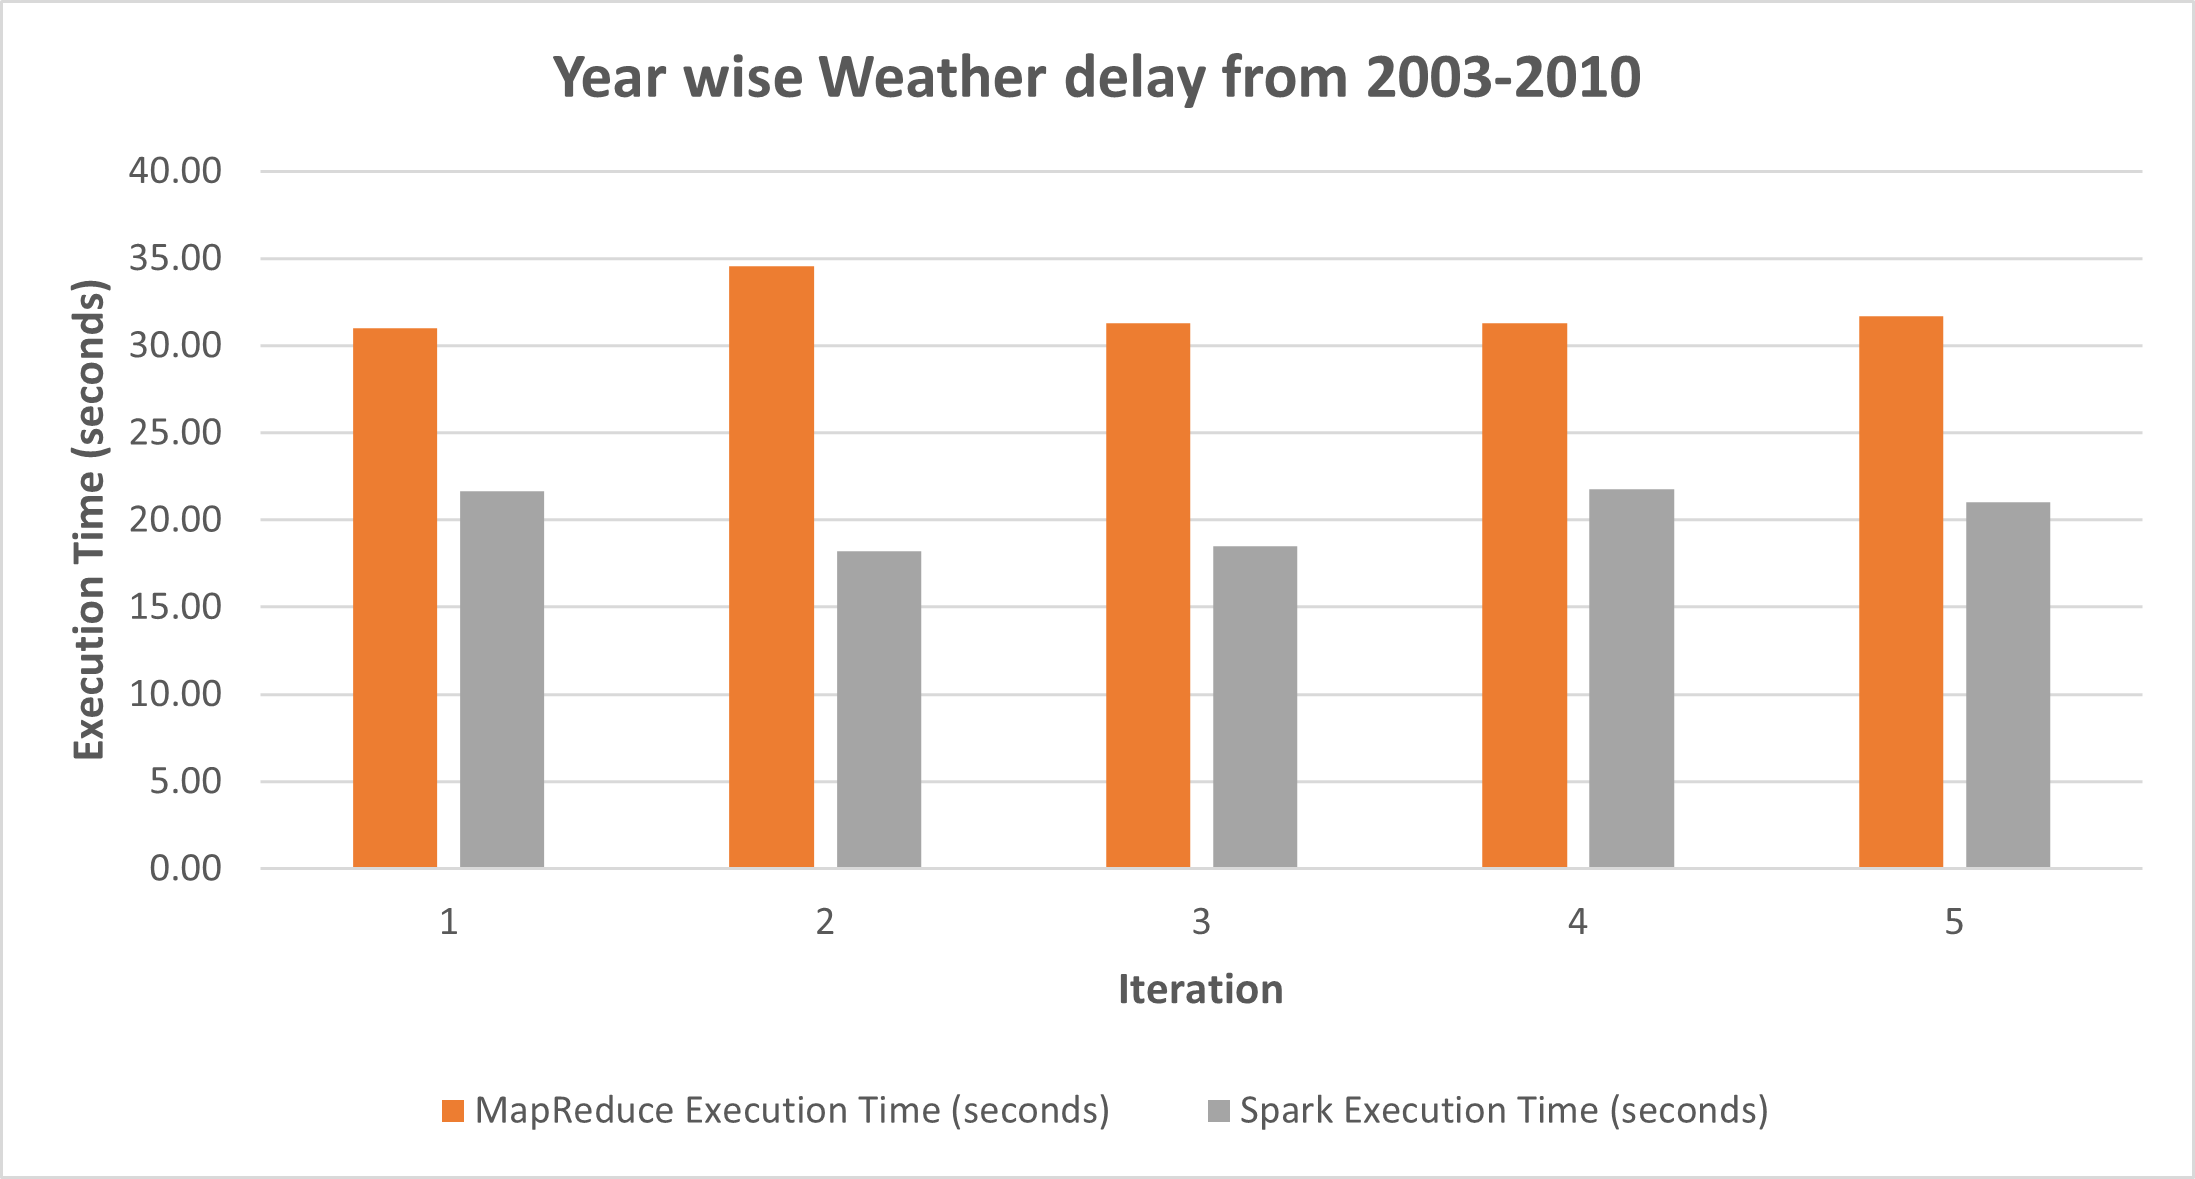 Year wise Weather delay from 2003-2010
40.00
35.00
30.00
25.00
20.00
15.00
10.00
5.00
0.00
Execution Time (seconds)
1 2 3 4 5
Iteration
MapReduce Execution Time (seconds) Spark Execution Time (seconds)